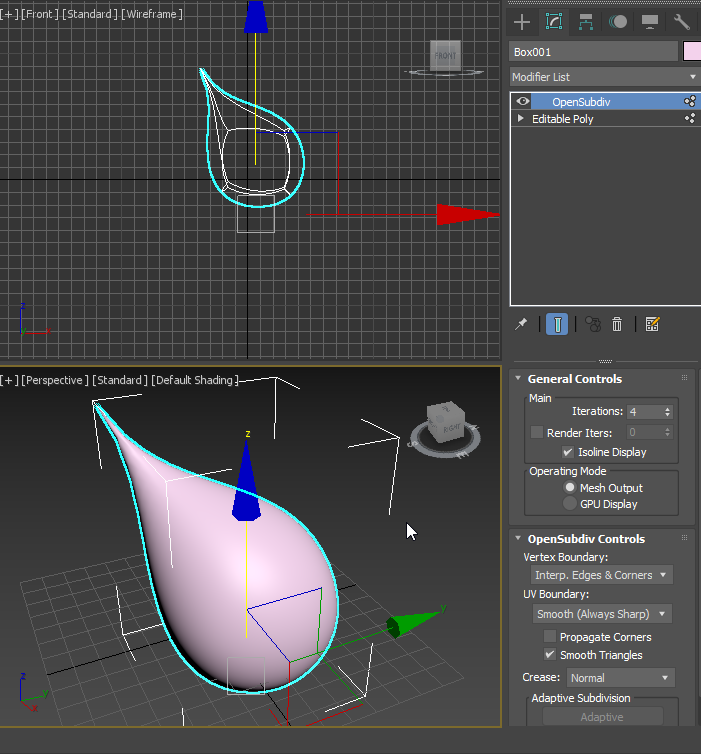 [+] [Front] [Standard] [Wireframe]
FRONT
z
x
Box001
Modifier List
OpenSubdiv
Editable Poly
[+] [Perspective] [Standard] [Default Shading]
RIGHT
z
y
z
y
x
General Controls
Main
Iterations: 4
Render Iters: 0
Isoline Display
Operating Mode
Mesh Output
GPU Display
OpenSubdiv Controls
Vertex Boundary:
Interp. Edges & Corners
UV Boundary:
Smooth (Always Sharp)
Propagate Corners
Smooth Triangles
Crease: Normal
Adaptive Subdivision
Adaptive